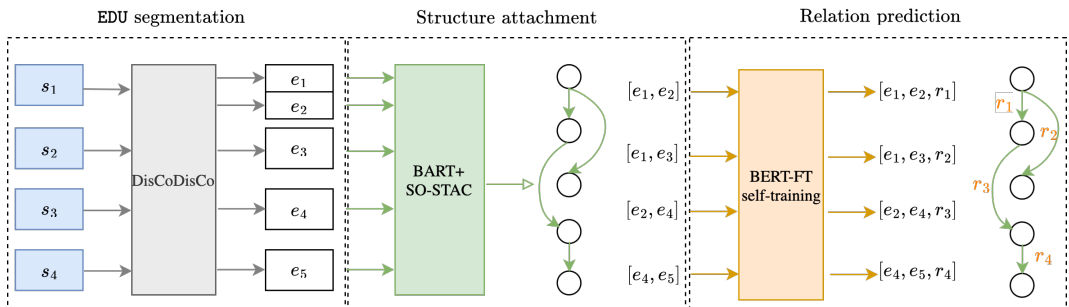 EDU segmentation
Structure attachment
Relation prediction
s1
s2
s3
s4
DisCoDisCo
e1
e2
e3
e4
e5
BART+
SO-STAC
[e1, e2]
[e1, e3]
[e2, e4]
[e4, e5]
BERT-FT
self-training
[e1, e2, r1]
[e1, e3, r2]
[e2, e4, r3]
[e4, e5, r4]
r1
r2
r3
r4